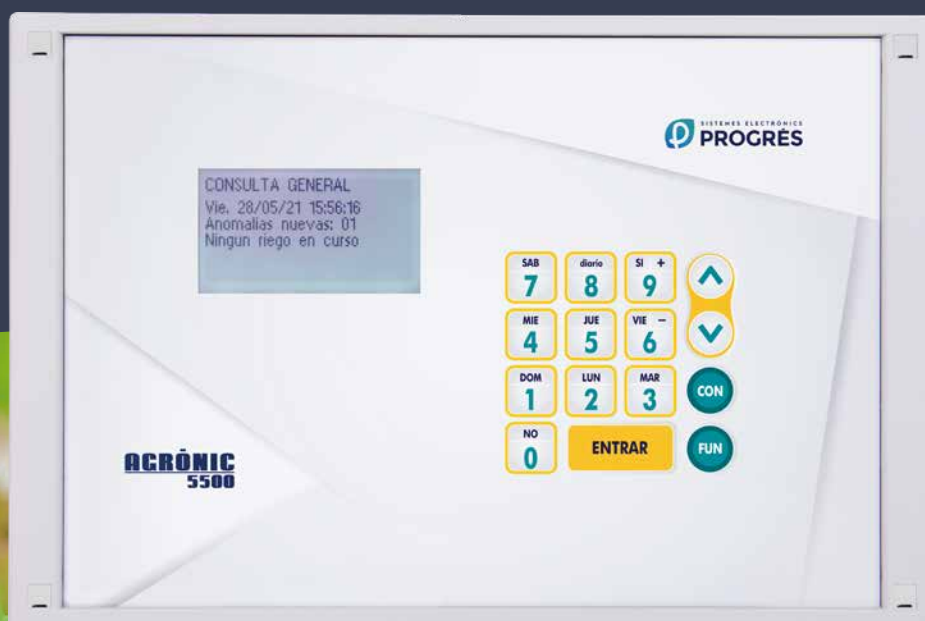 SISTEMES ELECTRÒNICS
PROGRÉS
CONSULTA GENERAL
Vie. 28/05/21 15:56:16
Anomalias nuevas: 01
Ningun riego en curso
SAB
7
diario
8
SI +
9
MIE
4
JUE
5
VIE -
6
DOM
1
LUN
2
MAR
3
CON
NO
0
ENTRAR
FUN
AGRÒNIC
5500